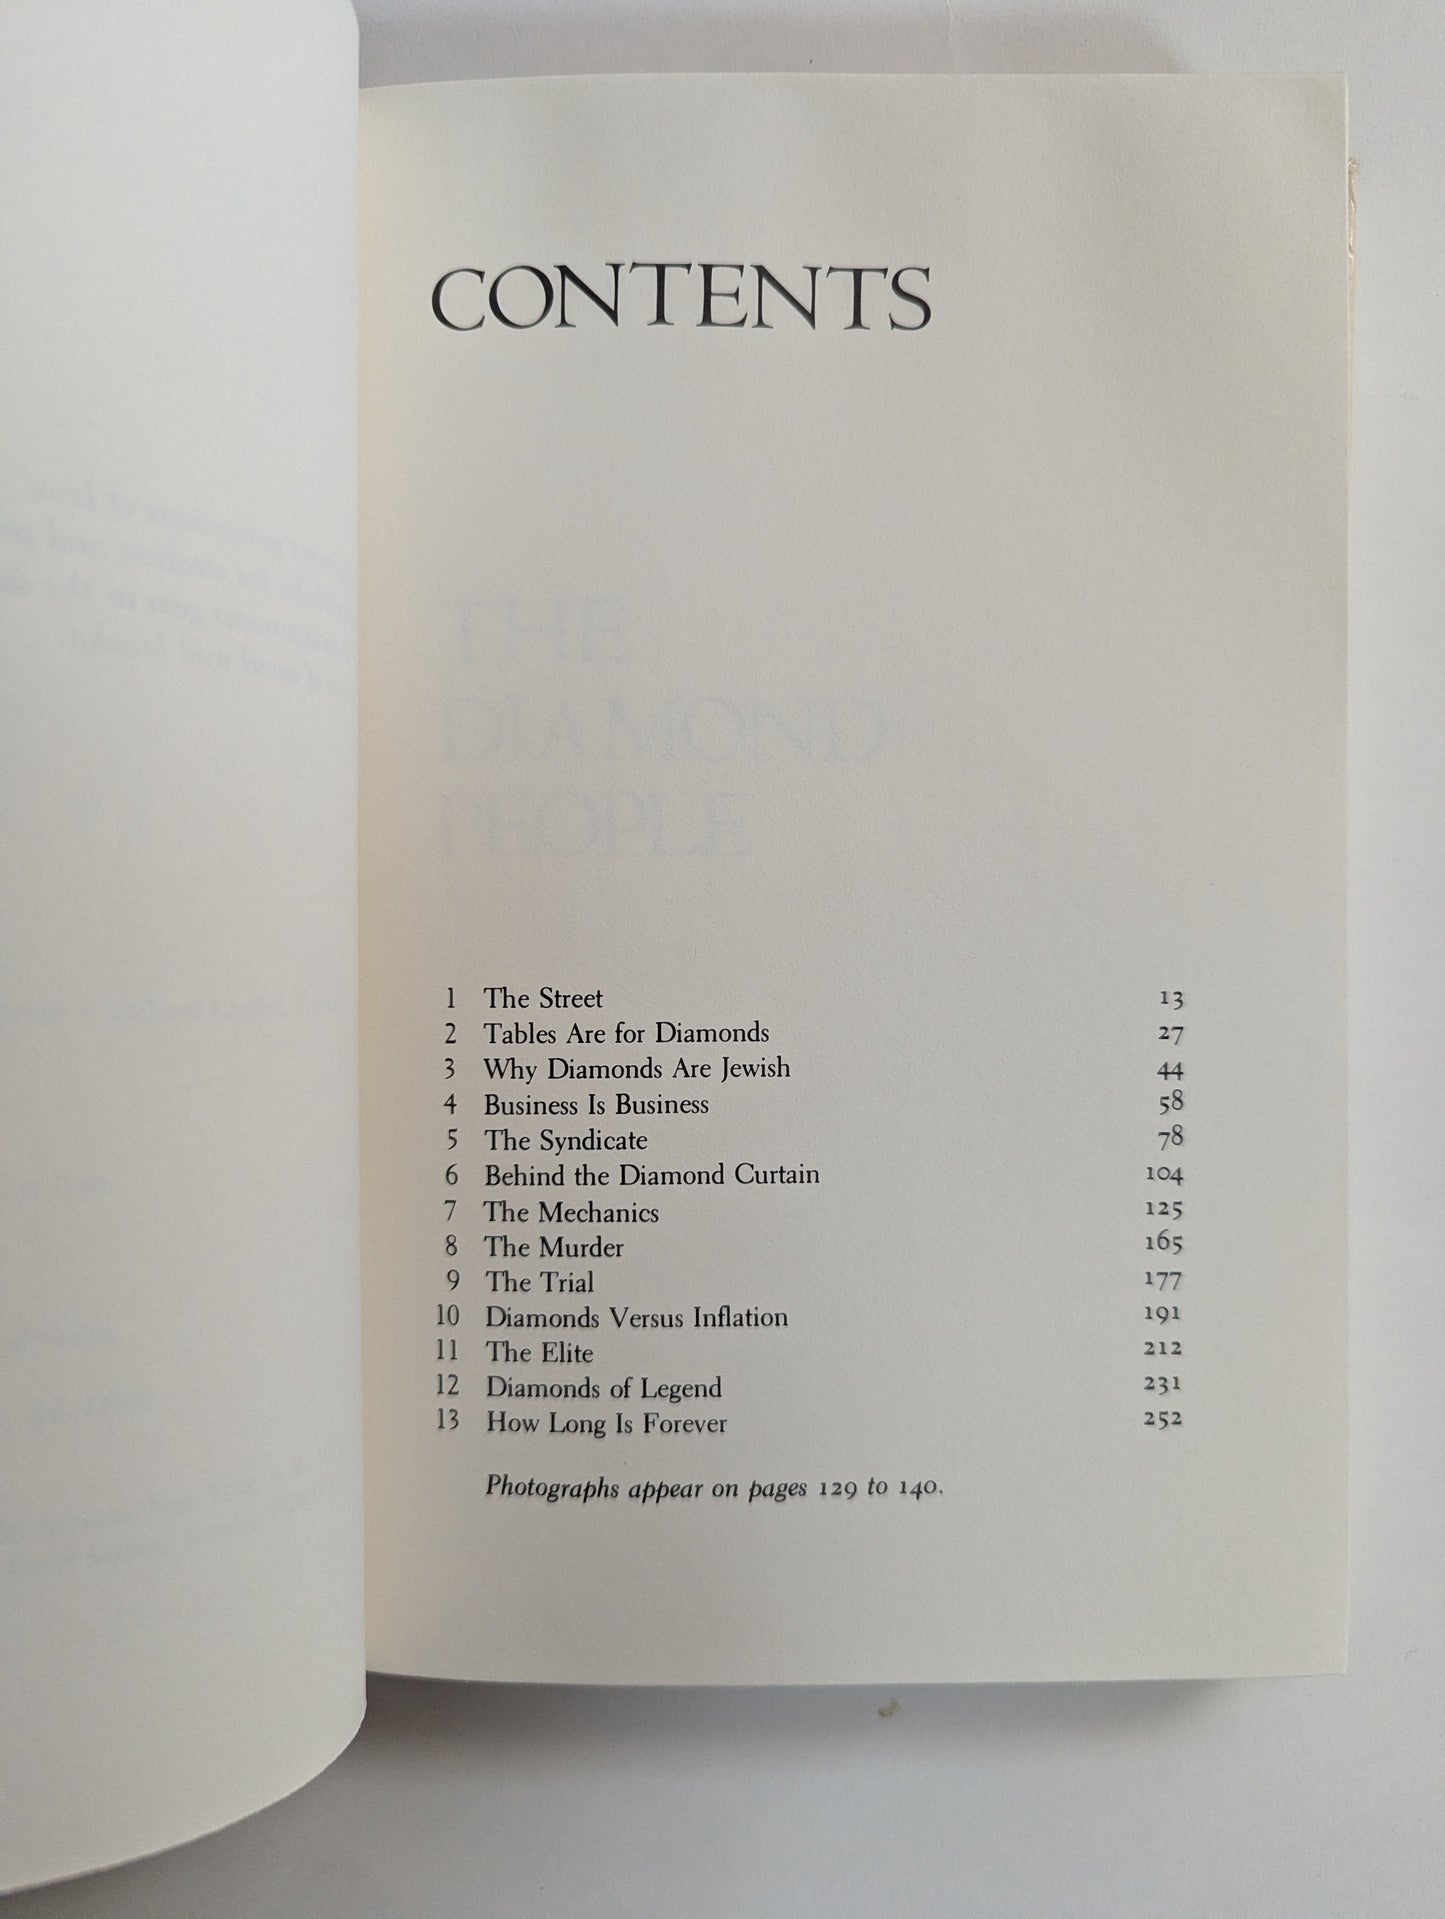 CONTENTS
THE
DIAMOND
PEOPLE
1 The Street 13
2 Tables Are for Diamonds 27
3 Why Diamonds Are Jewish 44
4 Business Is Business 58
5 The Syndicate 78
6 Behind the Diamond Curtain 104
7 The Mechanics 125
8 The Murder 165
9 The Trial 177
10 Diamonds Versus Inflation 191
11 The Elite 212
12 Diamonds of Legend 231
13 How Long Is Forever 252
Photographs appear on pages 129 to 140.